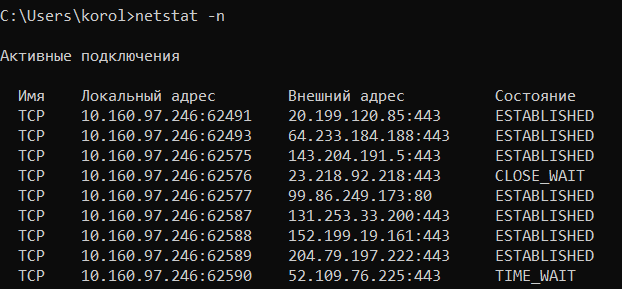 C:\Users\korol>netstat -n
Активные подключения
Имя Локальный адрес Внешний адрес Состояние
TCP 10.160.97.246:62491 20.199.120.85:443 ESTABLISHED
TCP 10.160.97.246:62493 64.233.184.188:443 ESTABLISHED
TCP 10.160.97.246:62575 143.204.191.5:443 ESTABLISHED
TCP 10.160.97.246:62576 23.218.92.218:443 CLOSE_WAIT
TCP 10.160.97.246:62577 99.86.249.173:80 ESTABLISHED
TCP 10.160.97.246:62587 131.253.33.200:443 ESTABLISHED
TCP 10.160.97.246:62588 152.199.19.161:443 ESTABLISHED
TCP 10.160.97.246:62589 204.79.197.222:443 ESTABLISHED
TCP 10.160.97.246:62590 52.109.76.225:443 TIME_WAIT